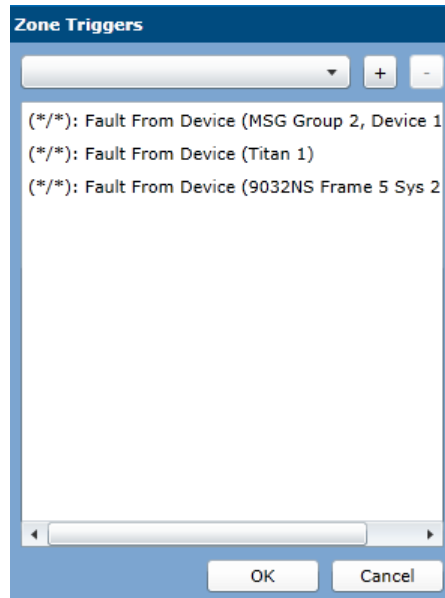 Zone Triggers
+ -
(*/*): Fault From Device (MSG Group 2, Device 1
(*/*): Fault From Device (Titan 1)
(*/*): Fault From Device (9032NS Frame 5 Sys 2
OK Cancel